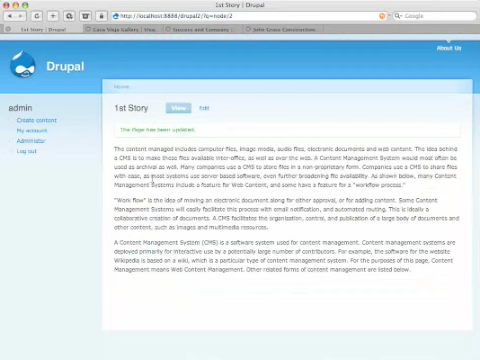 1st Story | Drupal
http://localhost:8888/drupal2/?q=node/2
Google
1st Story | Drupal
Casa Vieja Gallery | Visu...
Success and Company
John Grass Construction...
About Us
Drupal
Home
admin
Create content
My account
Administer
Log out
1st Story View Edit
The Page has been updated.
The content managed includes computer files, image media, audio files, electronic documents and web content. The idea behind
a CMS is to make these files available inter-office, as well as over the web. A Content Management System would most often be
used as archival as well. Many companies use a CMS to store files in a non-proprietary form. Companies use a CMS to share files
with ease, as most systems use server based software, even further broadening file availability. As shown below, many Content
Management Systems include a feature for Web Content, and some have a feature for a "workflow process."
"Work flow" is the idea of moving an electronic document along for either approval, or for adding content. Some Content
Management Systems will easily facilitate this process with email notification, and automated routing. This is ideally a
collaborative creation of documents. A CMS facilitates the organization, control, and publication of a large body of documents and
other content, such as images and multimedia resources.
A Content Management System (CMS) is a software system used for content management. Content management systems are
deployed primarily for interactive use by a potentially large number of contributors. For example, the software for the website
Wikipedia is based on a wiki, which is a particular type of content management system. For the purposes of this page, Content
Management means Web Content Management. Other related forms of content management are listed below.